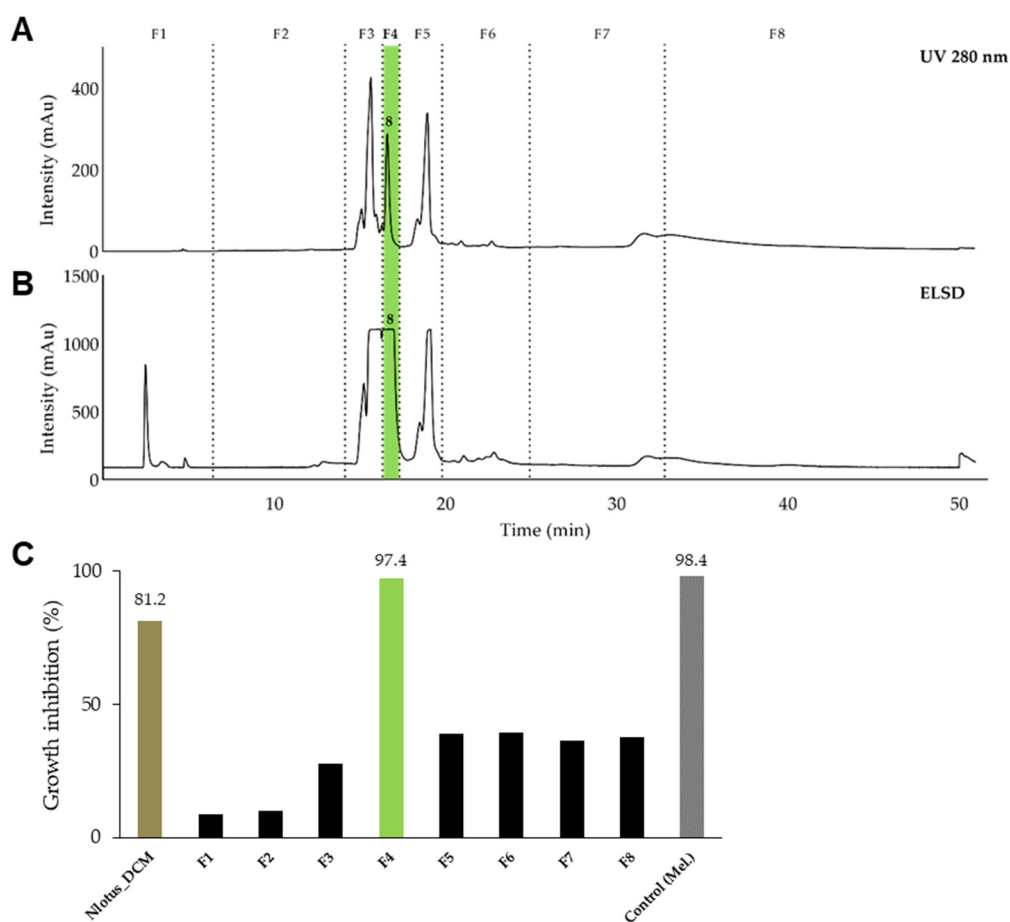 A
F1 F2 F3 F4 F5 F6 F7 F8
UV 280 nm
Intensity (mAu)
400
200
0
8
B
ELSD
Intensity (mAu)
1500
1000
500
0
8
10 20 30 40 50
Time (min)
C
Growth inhibition (%)
100
50
0
81.2
97.4
98.4
Nlotus_DCM F1 F2 F3 F4 F5 F6 F7 F8 Control (Mel.)